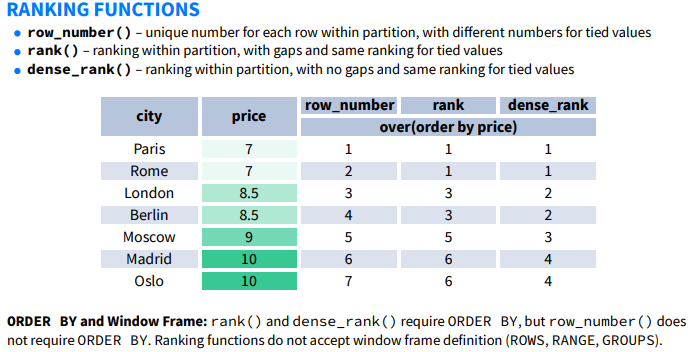 RANKING FUNCTIONS
• row_number() – unique number for each row within partition, with different numbers for tied values
• rank() – ranking within partition, with gaps and same ranking for tied values
• dense_rank() – ranking within partition, with no gaps and same ranking for tied values
city price row_number rank dense_rank
over(order by price)
Paris 7 1 1 1
Rome 7 2 1 1
London 8.5 3 3 2
Berlin 8.5 4 3 2
Moscow 9 5 5 3
Madrid 10 6 6 4
Oslo 10 7 6 4
ORDER BY and Window Frame: rank() and dense_rank() require ORDER BY, but row_number() does
not require ORDER BY. Ranking functions do not accept window frame definition (ROWS, RANGE, GROUPS).